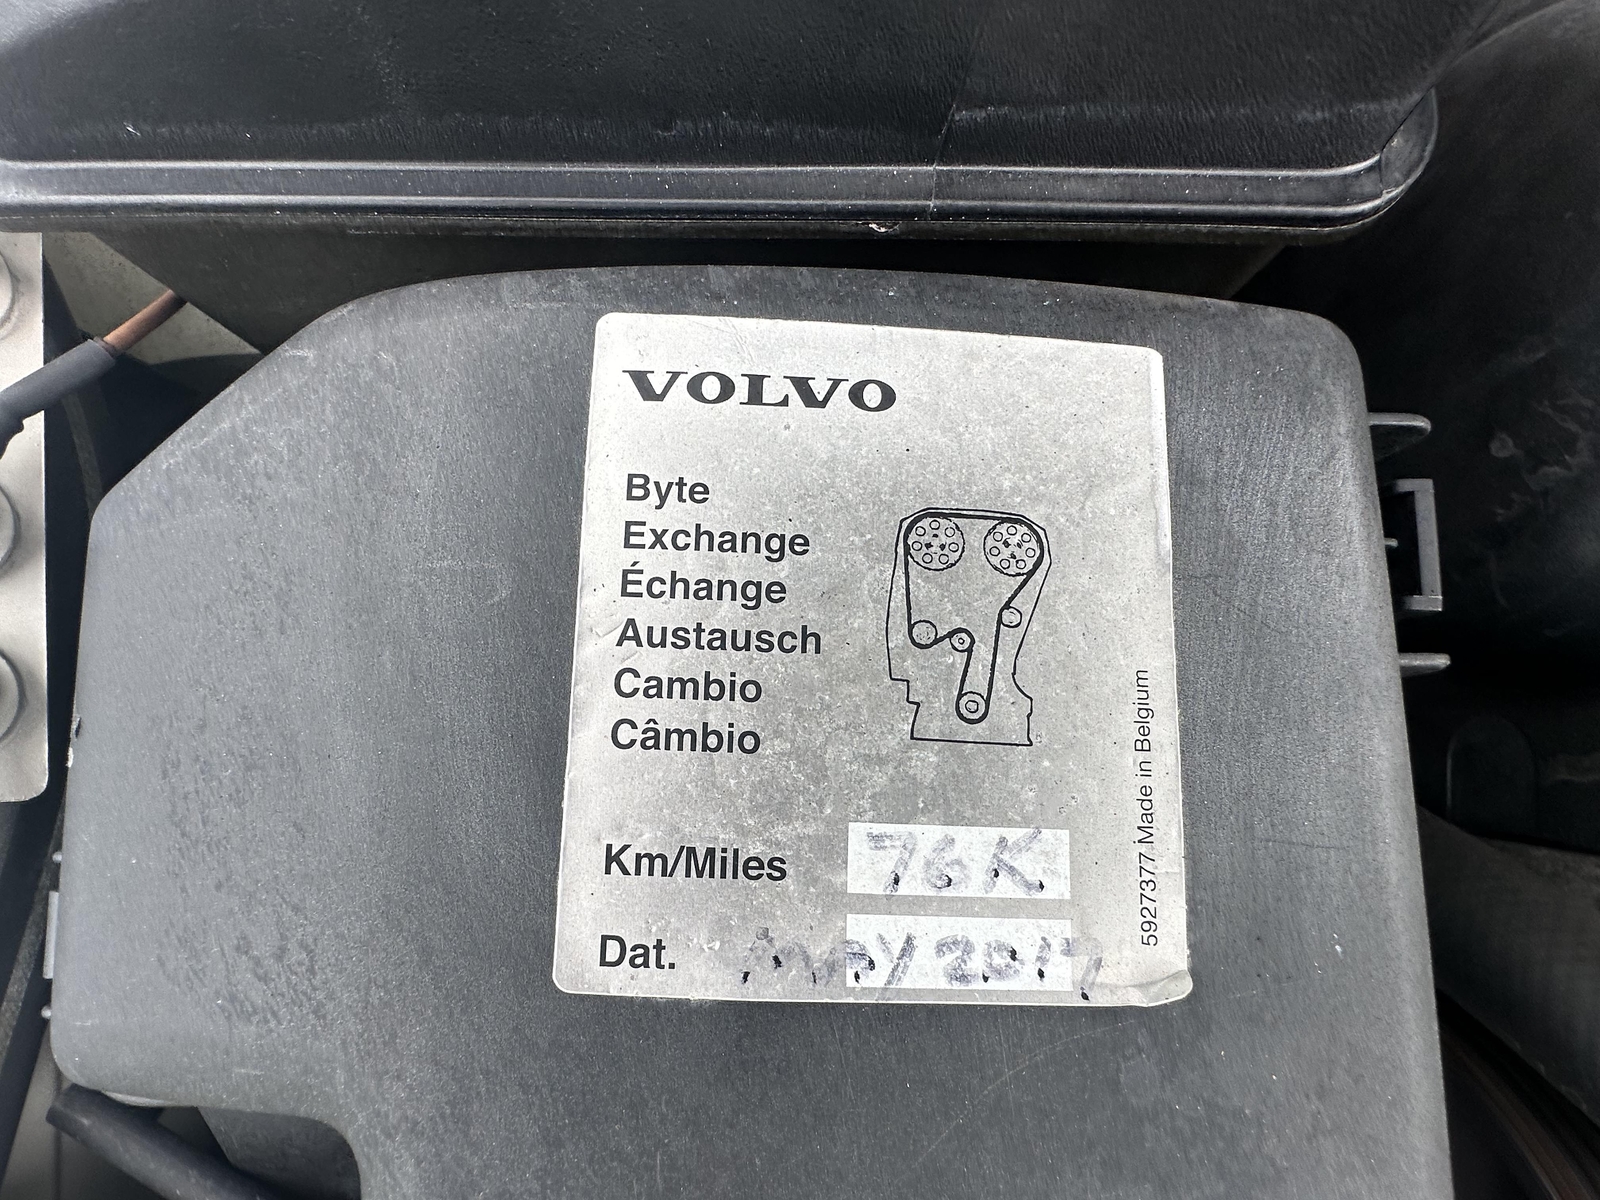 VOLVO
Byte
Exchange
Échange
Austausch
Cambio
Câmbio
Km/Miles 76K
Dat. May 2017
5927377 Made in Belgium